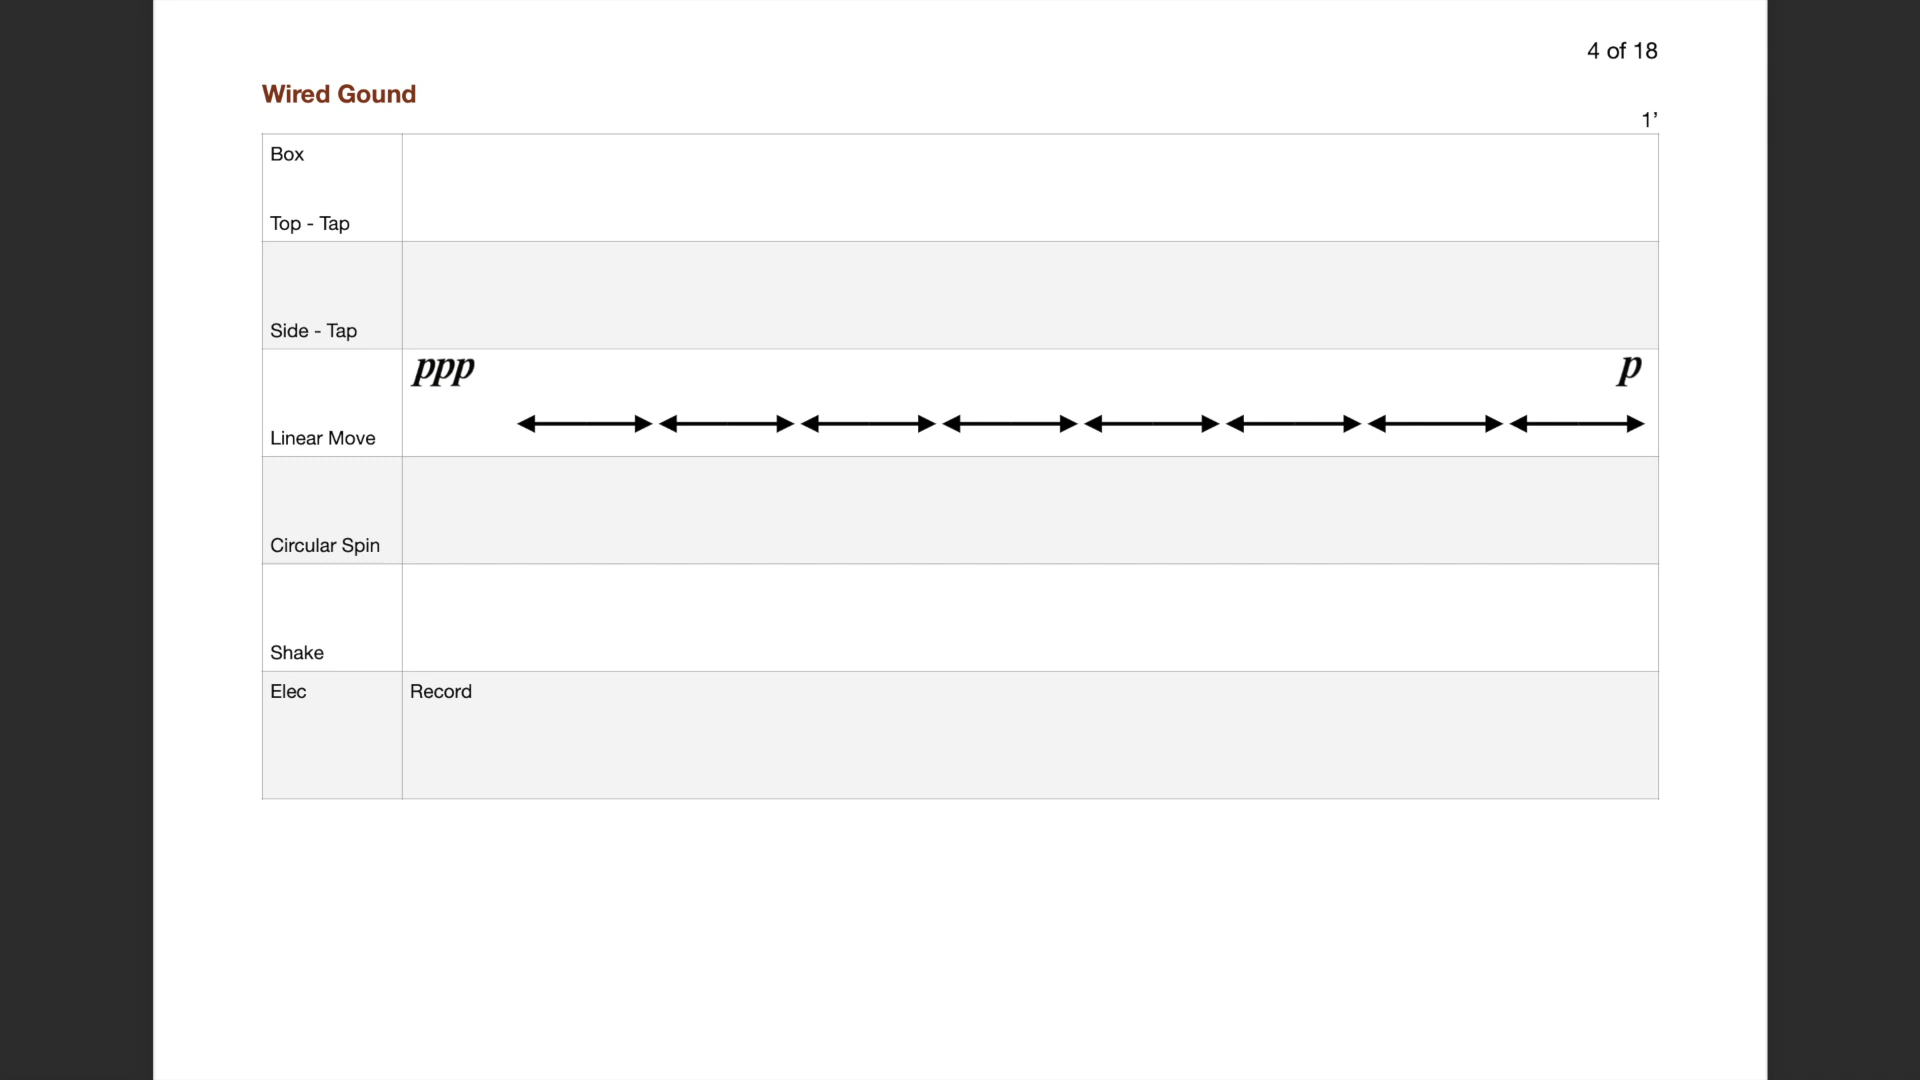 4 of 18
Wired Gound
1’
Box
Top - Tap
Side - Tap
ppp p
Linear Move
Circular Spin
Shake
Elec Record